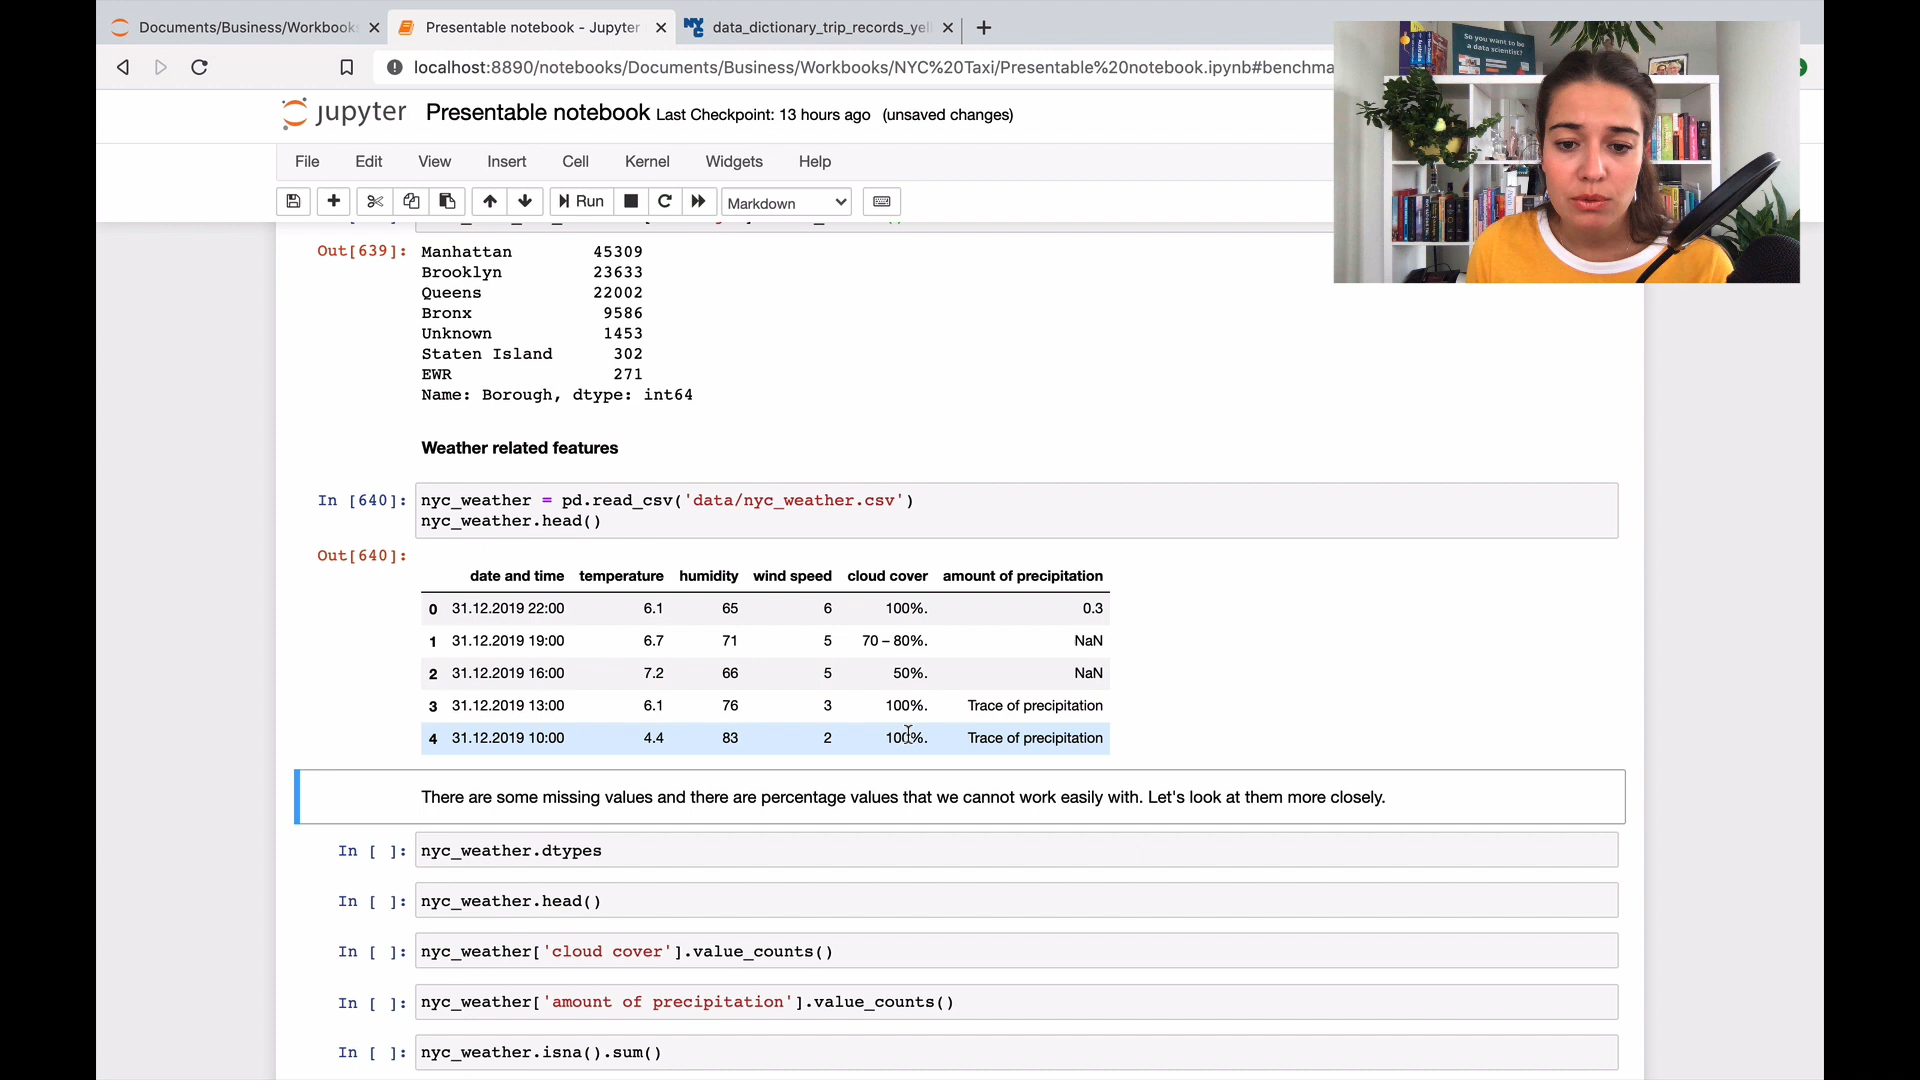 Documents/Business/Workbooks
Presentable notebook - Jupyter
NYC data_dictionary_trip_records_yel
localhost:8890/notebooks/Documents/Business/Workbooks/NYC%20Taxi/Presentable%20notebook.ipynb#benchma
jupyter Presentable notebook Last Checkpoint: 13 hours ago (unsaved changes)
File Edit View Insert Cell Kernel Widgets Help
Run Markdown
Out[639]: Manhattan 45309
Brooklyn 23633
Queens 22002
Bronx 9586
Unknown 1453
Staten Island 302
EWR 271
Name: Borough, dtype: int64
Weather related features
In [640]: nyc_weather = pd.read_csv('data/nyc_weather.csv')
nyc_weather.head()
Out[640]:
date and time temperature humidity wind speed cloud cover amount of precipitation
0 31.12.2019 22:00 6.1 65 6 100%. 0.3
1 31.12.2019 19:00 6.7 71 5 70 – 80%. NaN
2 31.12.2019 16:00 7.2 66 5 50%. NaN
3 31.12.2019 13:00 6.1 76 3 100%. Trace of precipitation
4 31.12.2019 10:00 4.4 83 2 100%. Trace of precipitation
There are some missing values and there are percentage values that we cannot work easily with. Let's look at them more closely.
In [ ]: nyc_weather.dtypes
In [ ]: nyc_weather.head()
In [ ]: nyc_weather['cloud cover'].value_counts()
In [ ]: nyc_weather['amount of precipitation'].value_counts()
In [ ]: nyc_weather.isna().sum()
So you want to be
a data scientist?